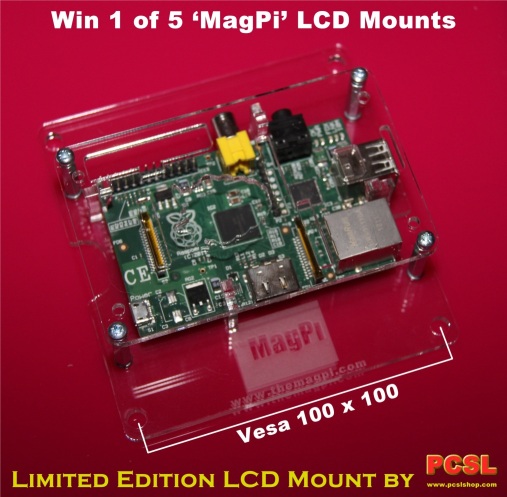 Win 1 of 5 ‘MagPi’ LCD Mounts
Power
CE
MagPi
www.themagpi.com
Vesa 100 x 100
LIMITED EDITION LCD MOUNT BY PCSL
www.pcslshop.com